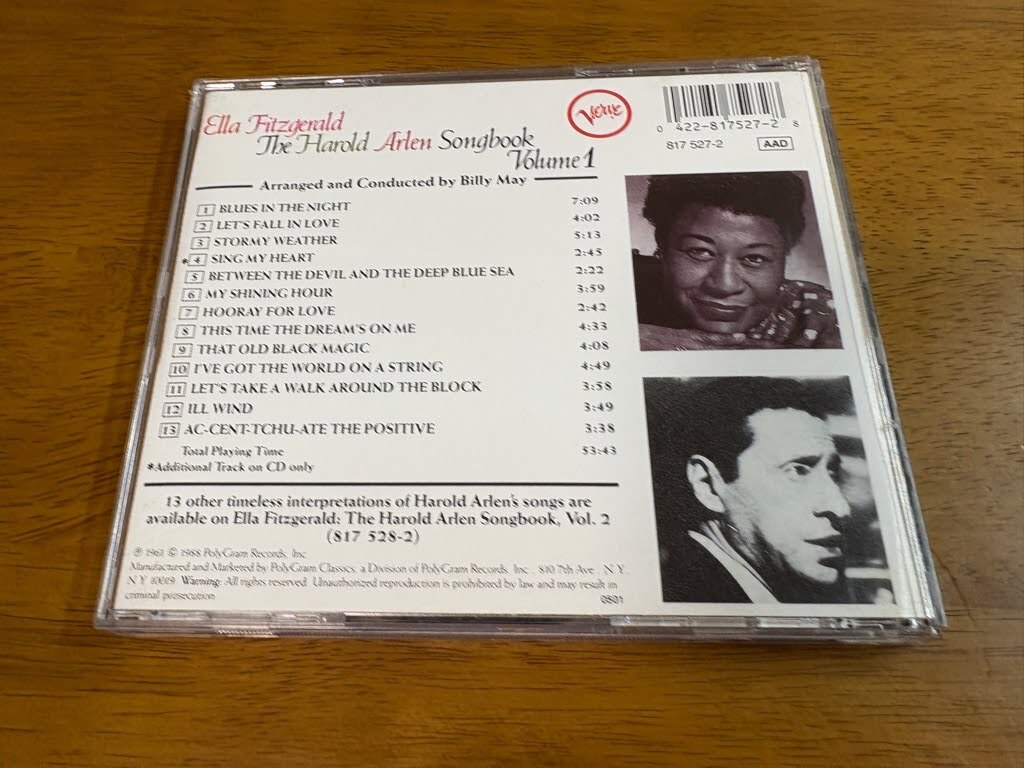 Ella Fitzgerald
The Harold Arlen Songbook
Volume 1
Verve
0 422-817527-2 8
817 527-2 AAD
Arranged and Conducted by Billy May
1 BLUES IN THE NIGHT 7:09
2 LET'S FALL IN LOVE 4:02
3 STORMY WEATHER 5:13
*4 SING MY HEART 2:45
5 BETWEEN THE DEVIL AND THE DEEP BLUE SEA 2:22
6 MY SHINING HOUR 3:59
7 HOORAY FOR LOVE 2:42
8 THIS TIME THE DREAM'S ON ME 4:33
9 THAT OLD BLACK MAGIC 4:08
10 I'VE GOT THE WORLD ON A STRING 4:49
11 LET'S TAKE A WALK AROUND THE BLOCK 3:58
12 ILL WIND 3:49
13 AC-CENT-TCHU-ATE THE POSITIVE 3:38
Total Playing Time 53:43
*Additional Track on CD only
13 other timeless interpretations of Harold Arlen's songs are
available on Ella Fitzgerald: The Harold Arlen Songbook, Vol. 2
(817 528-2)
℗ 1961 © 1988 PolyGram Records, Inc.
Manufactured and Marketed by PolyGram Classics, a Division of PolyGram Records, Inc. 810 7th Ave. N.Y.
N.Y. 10019 Warning: All rights reserved. Unauthorized reproduction is prohibited by law and may result in
criminal prosecution.
0591